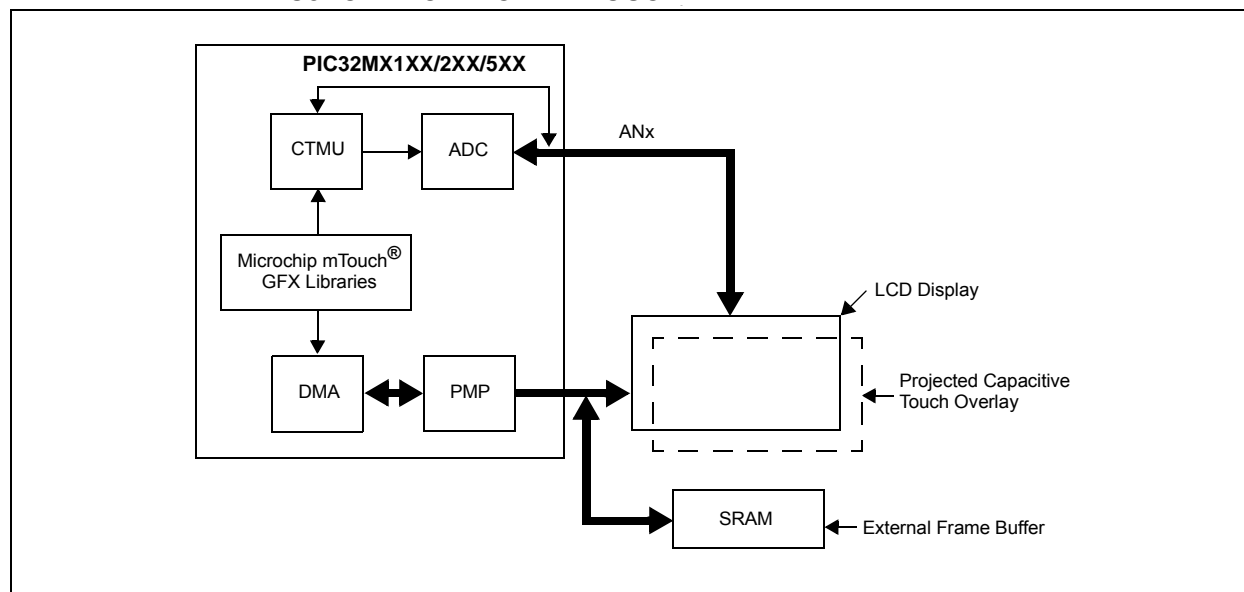 PIC32MX1XX/2XX/5XX
CTMU
ADC
ANx
Microchip mTouch®
GFX Libraries
LCD Display
DMA
PMP
Projected Capacitive
Touch Overlay
SRAM
External Frame Buffer